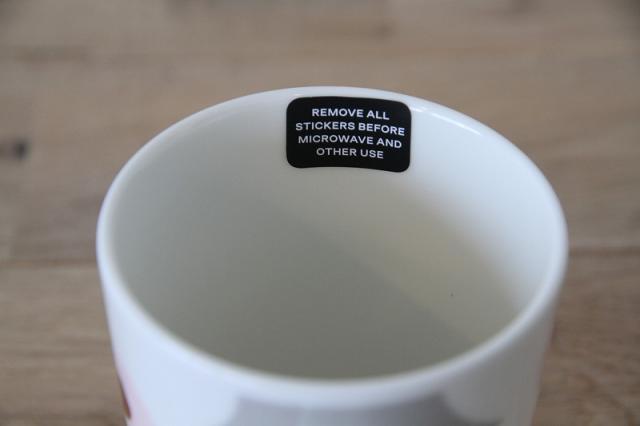 REMOVE ALL
STICKERS BEFORE
MICROWAVE AND
OTHER USE